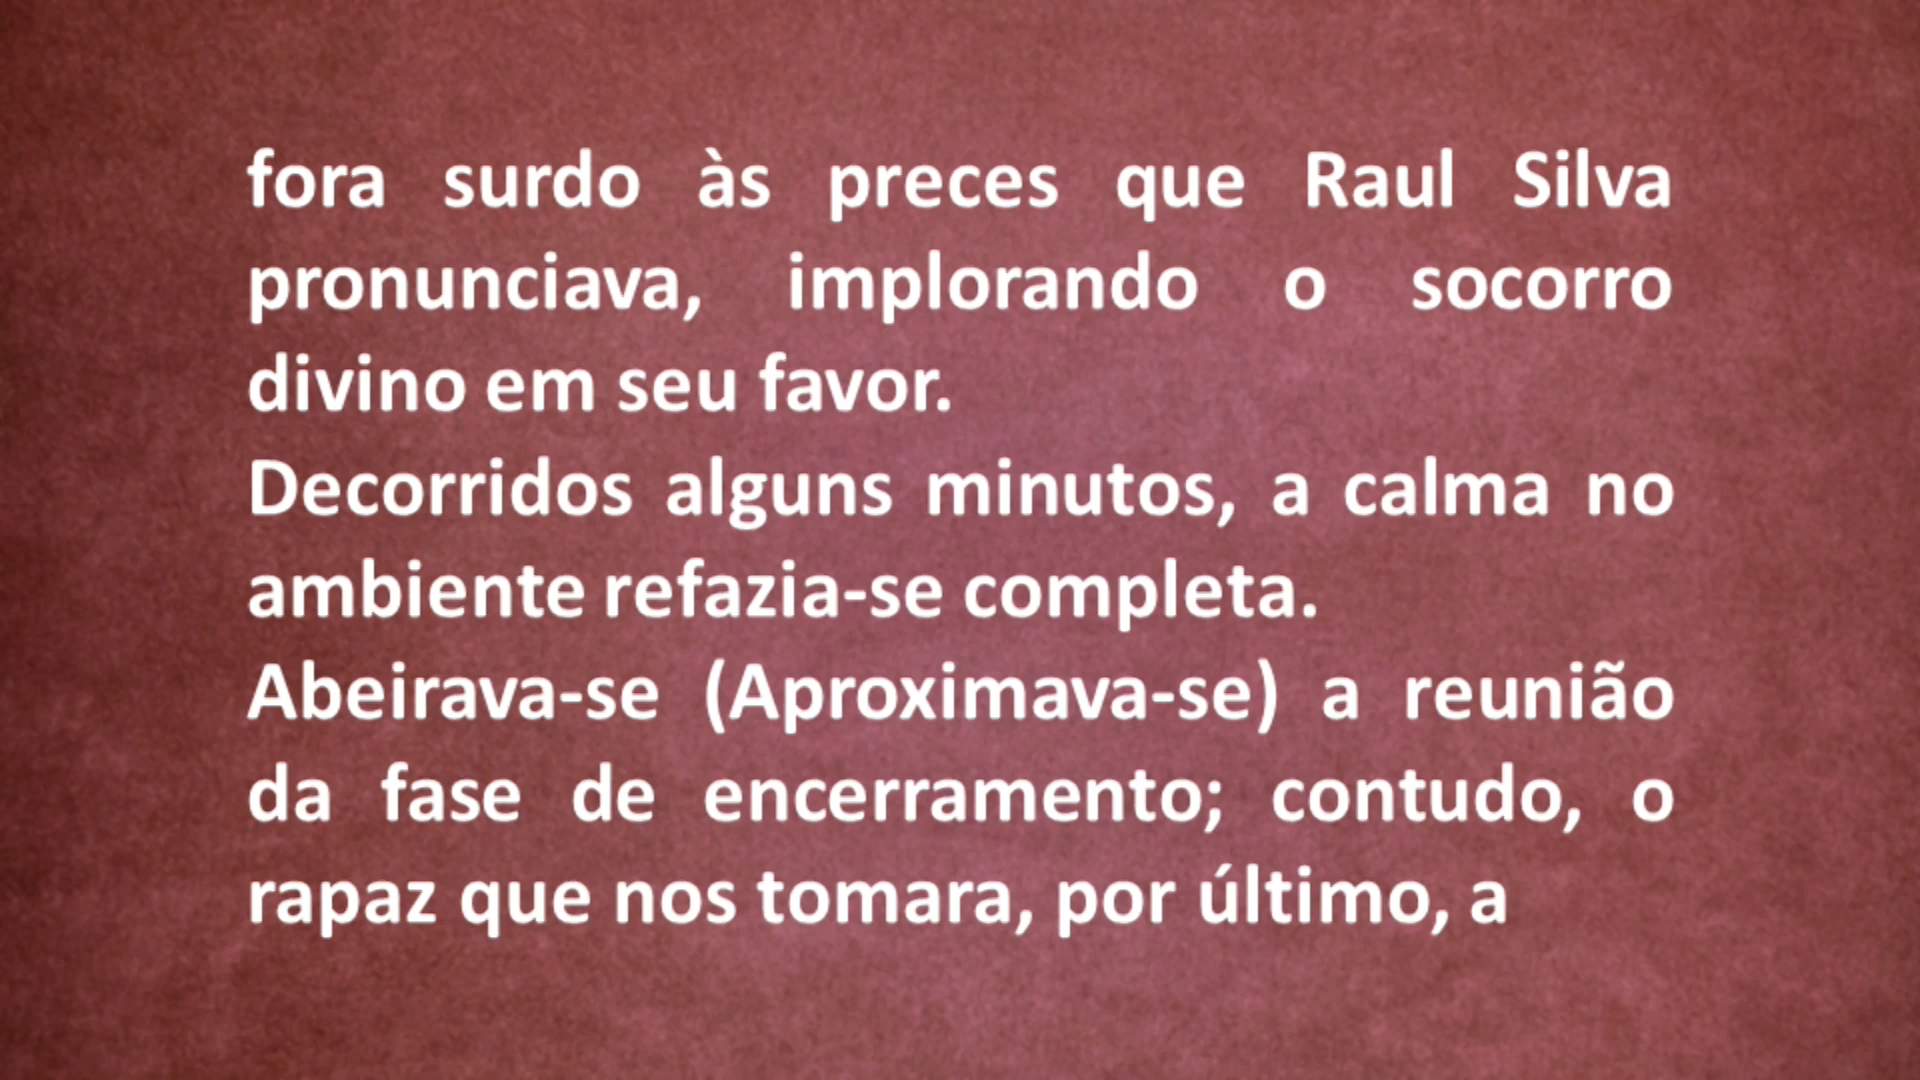 fora surdo às preces que Raul Silva
pronunciava, implorando o socorro
divino em seu favor.
Decorridos alguns minutos, a calma no
ambiente refazia-se completa.
Abeirava-se (Aproximava-se) a reunião
da fase de encerramento; contudo, o
rapaz que nos tomara, por último, a